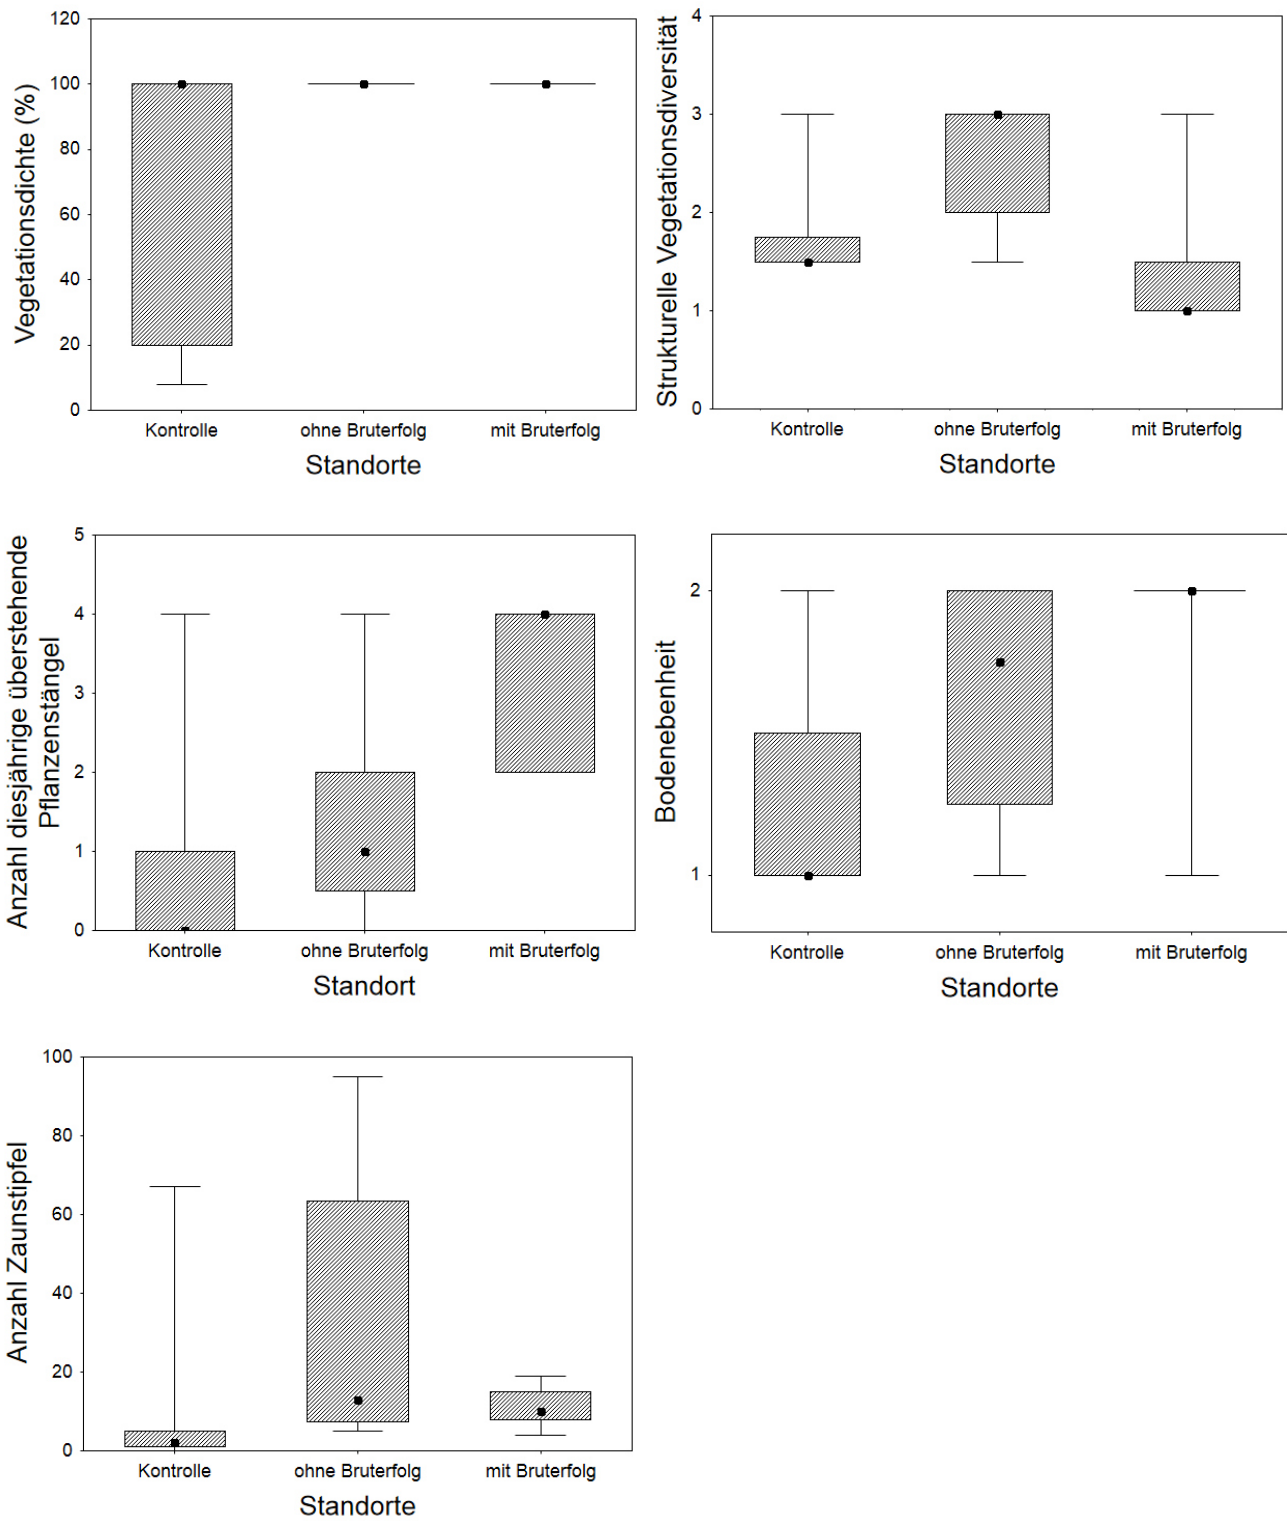 Vegetationsdichte (%)
120
100
80
60
40
20
0
Kontrolle ohne Bruterfolg mit Bruterfolg
Standorte
Strukturelle Vegetationsdiversität
4
3
2
1
0
Kontrolle ohne Bruterfolg mit Bruterfolg
Standorte
Anzahl diesjährige überstehende
Pflanzenstängel
5
4
3
2
1
0
Kontrolle ohne Bruterfolg mit Bruterfolg
Standort
Bodenebenheit
2
1
Kontrolle ohne Bruterfolg mit Bruterfolg
Standorte
Anzahl Zaunstipfel
100
80
60
40
20
0
Kontrolle ohne Bruterfolg mit Bruterfolg
Standorte